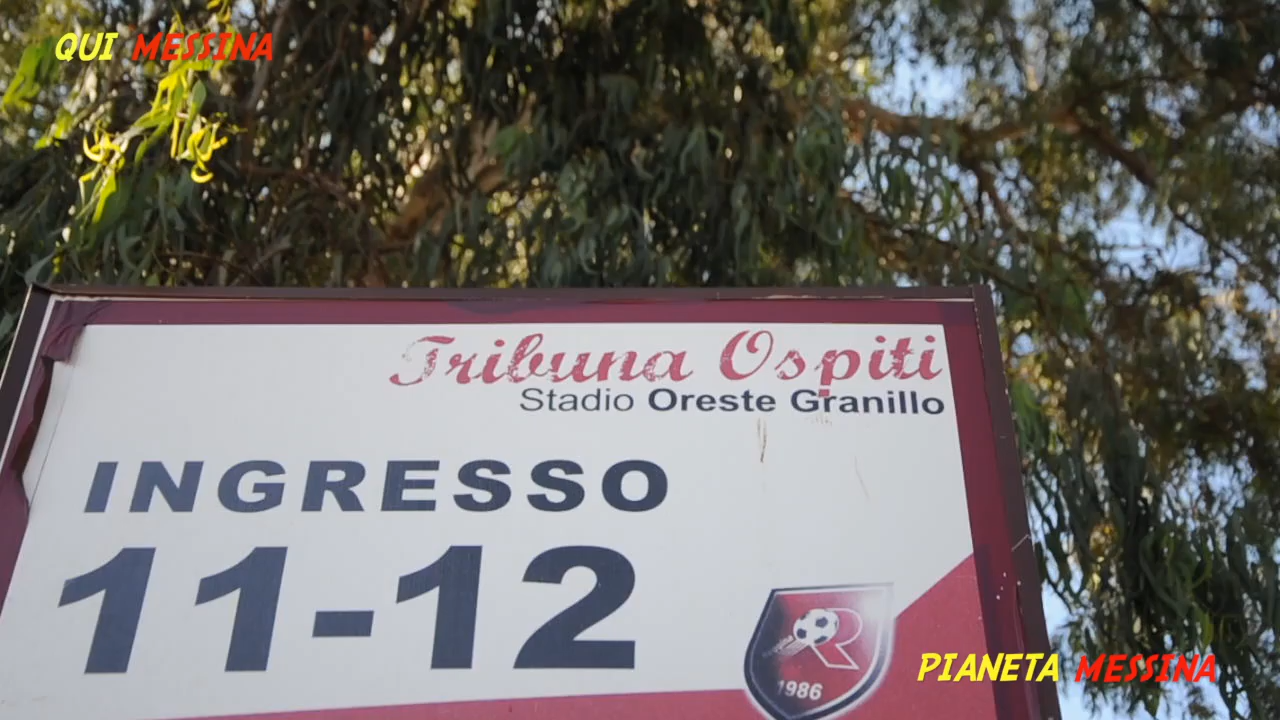 QUI MESSINA
Tribuna Ospiti
Stadio Oreste Granillo
INGRESSO
11-12
R
1986
PIANETA MESSINA